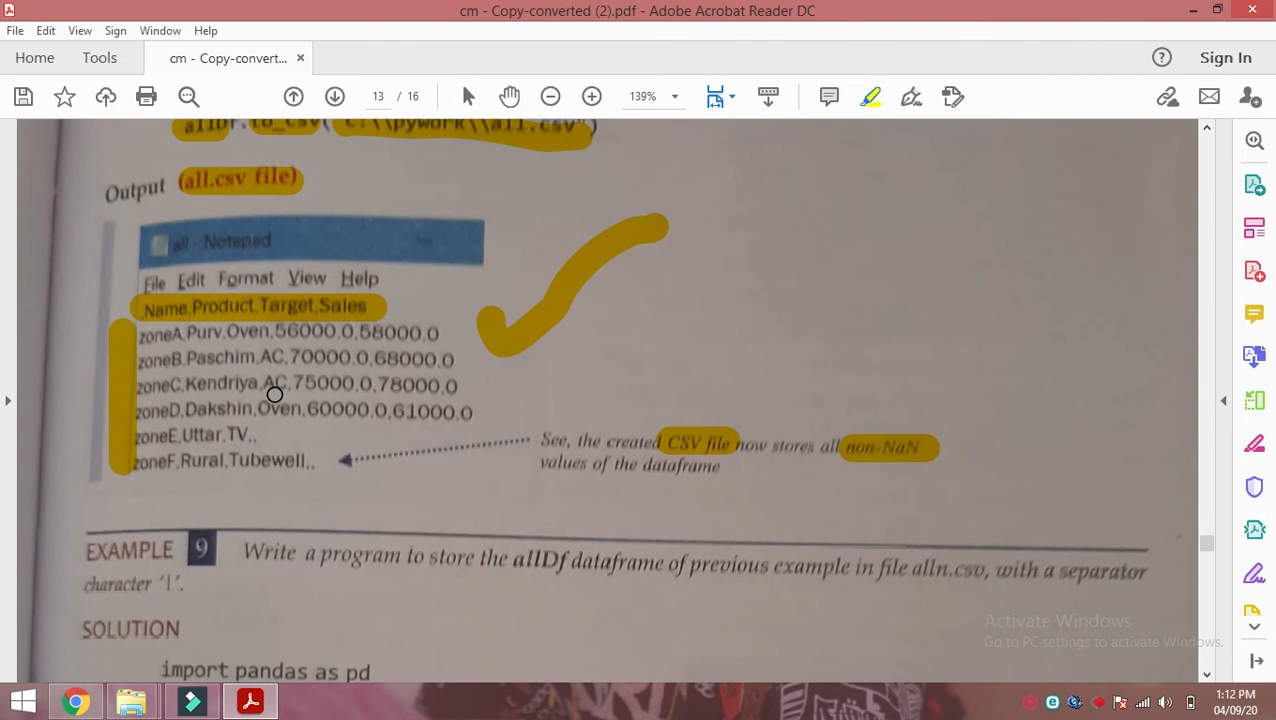 cm - Copy-converted (2).pdf - Adobe Acrobat Reader DC
File Edit View Sign Window Help
Home Tools cm - Copy-convert... Sign In
13 / 16 139%
allDf.to_csv("C:\\pywork\\all.csv")
Output (all.csv file)
all - Notepad
File Edit Format View Help
,Name,Product,Target,Sales
zoneA,Purv,Oven,56000.0,58000.0
zoneB,Paschim,AC,70000.0,68000.0
zoneC,Kendriya,AC,75000.0,78000.0
zoneD,Dakshin,Oven,60000.0,61000.0
zoneE,Uttar,TV,,
zoneF,Rural,Tubewell,,
See, the created CSV file now stores all non-NaN
values of the dataframe
EXAMPLE 9 Write a program to store the allDf dataframe of previous example in file alln.csv, with a separator
character '|'.
SOLUTION
import pandas as pd
Activate Windows
Go to PC settings to activate Windows.
1:12 PM
04/09/20